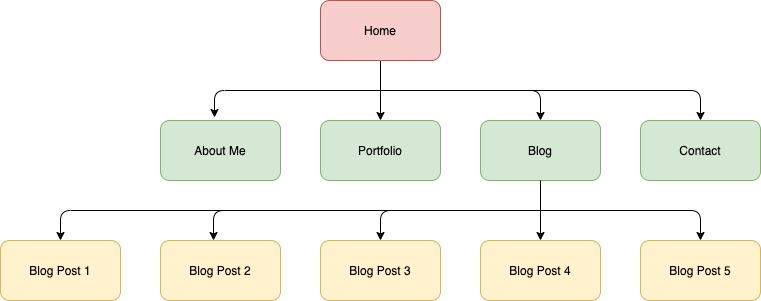 Home
About Me
Portfolio
Blog
Contact
Blog Post 1
Blog Post 2
Blog Post 3
Blog Post 4
Blog Post 5